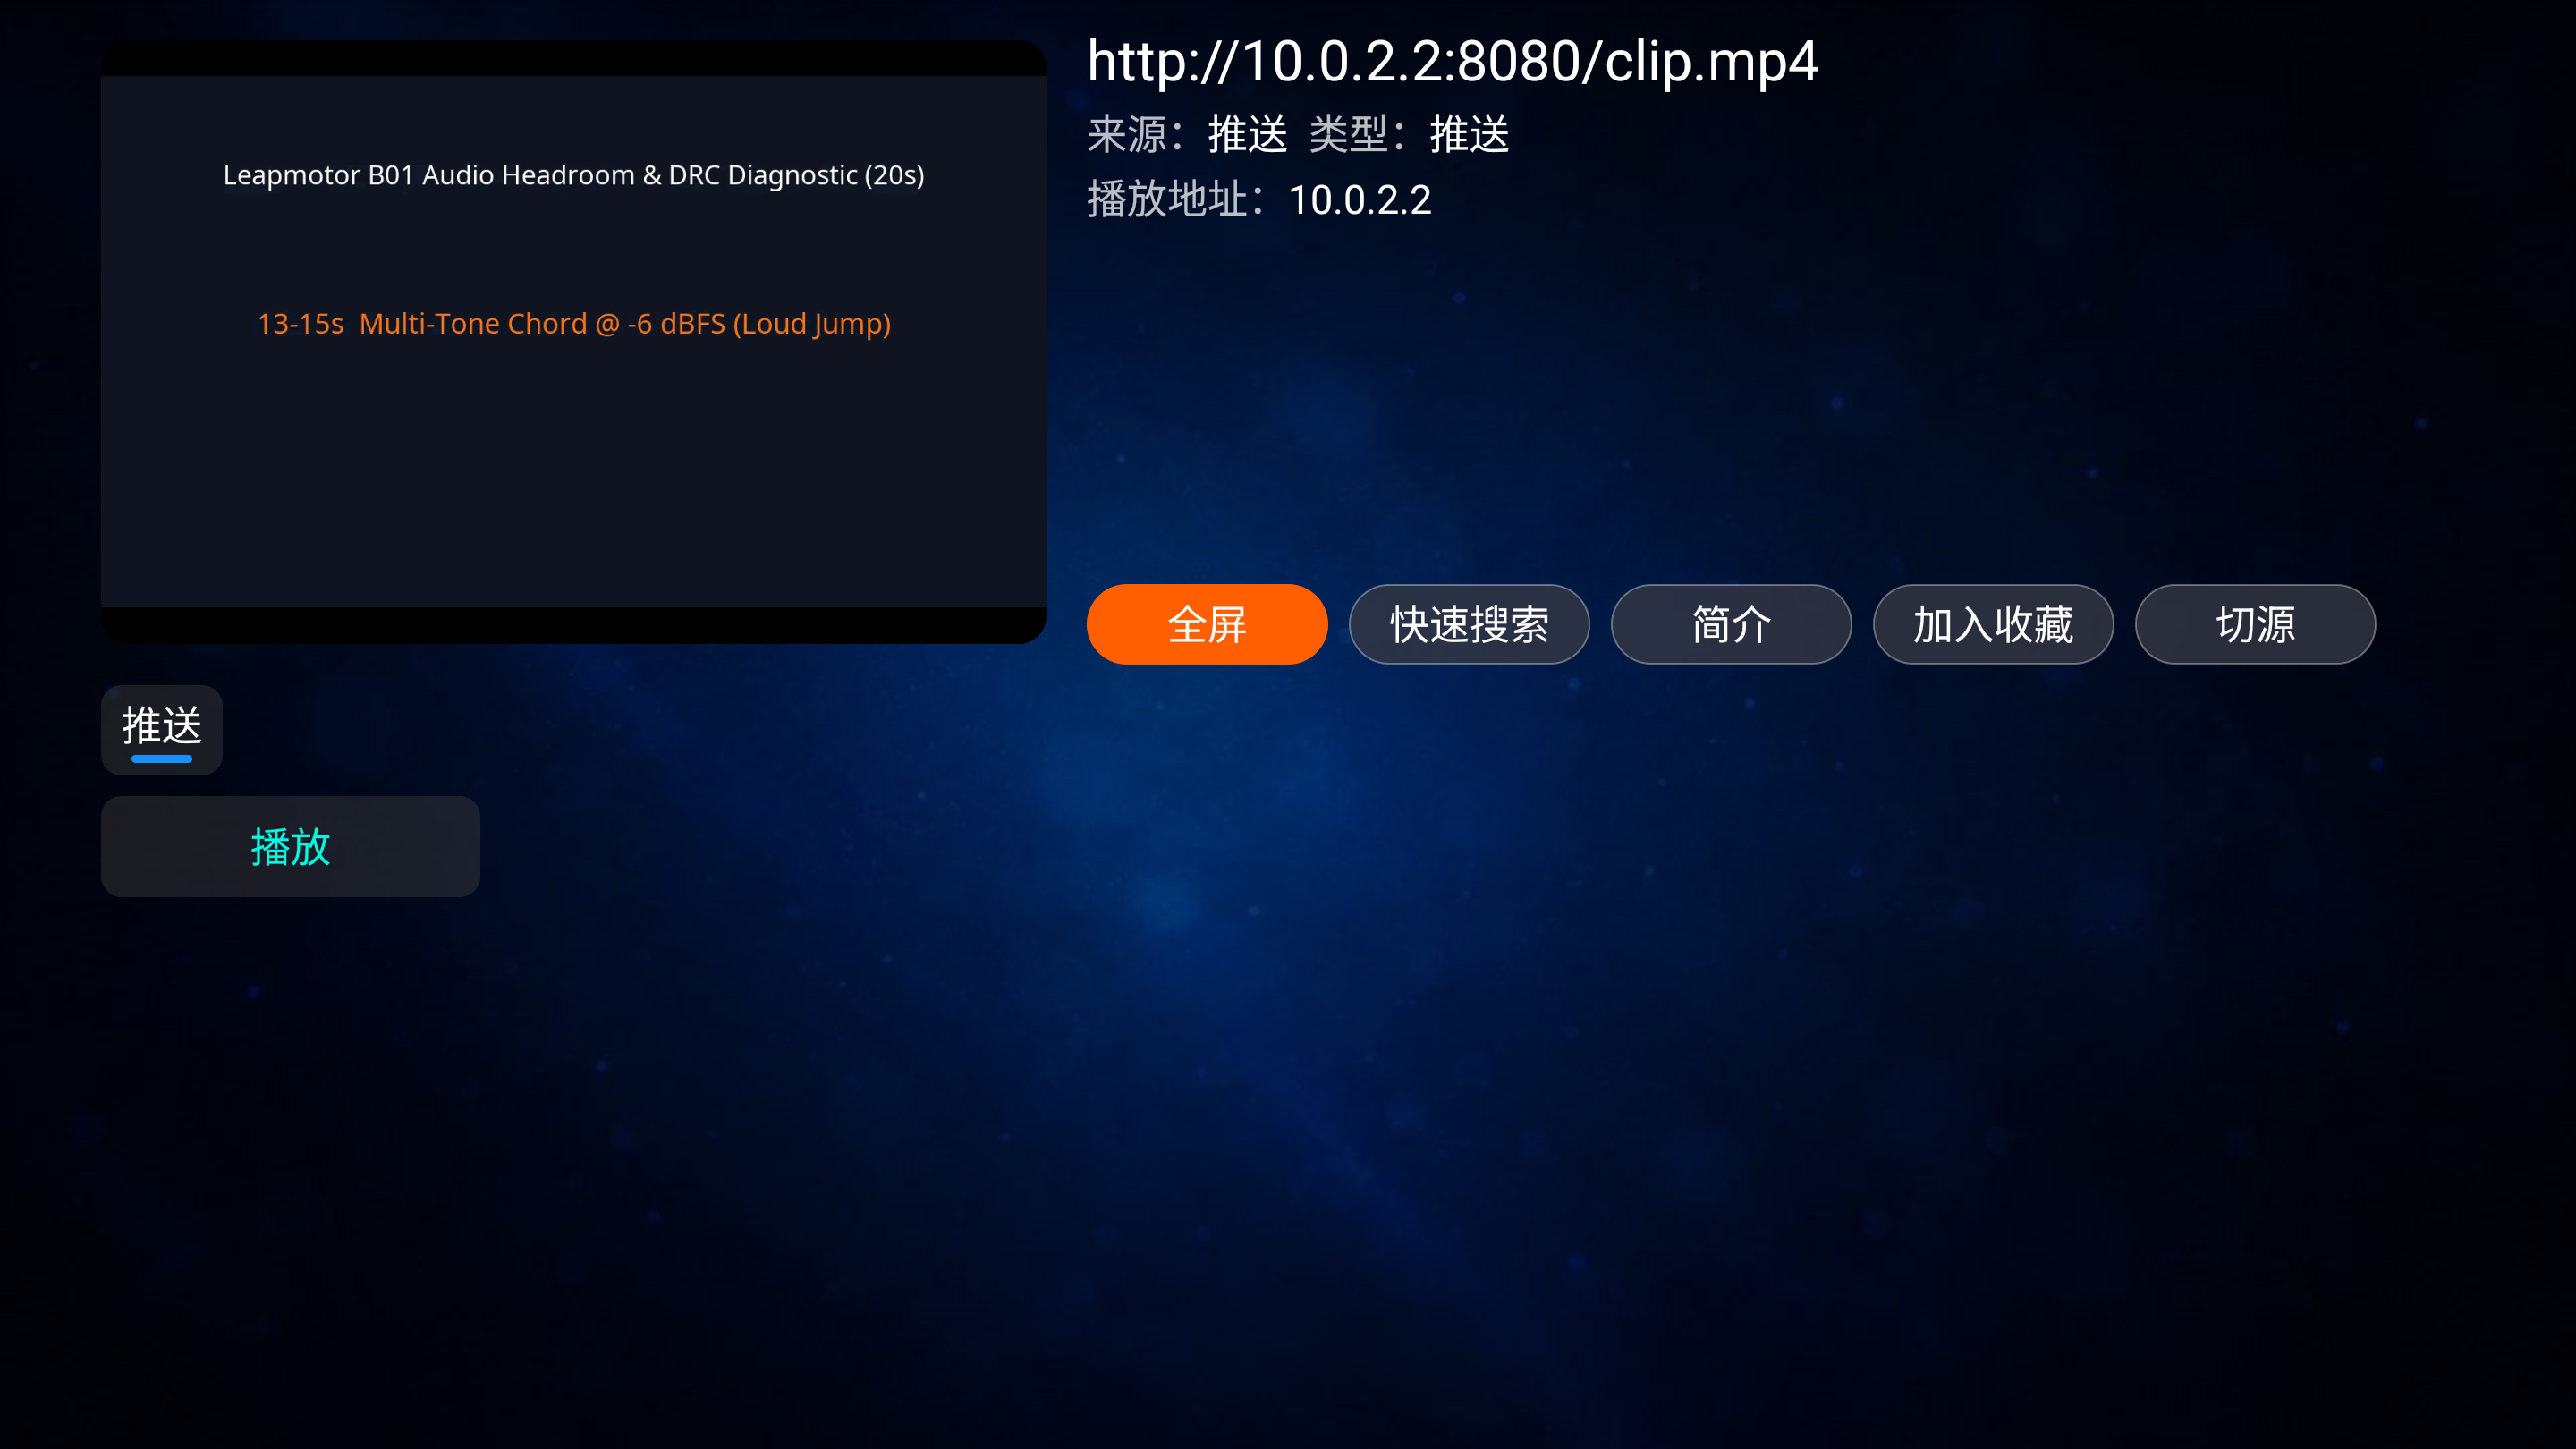 http://10.0.2.2:8080/clip.mp4
来源：推送 类型：推送
播放地址：10.0.2.2
Leapmotor B01 Audio Headroom & DRC Diagnostic (20s)
13-15s  Multi-Tone Chord @ -6 dBFS (Loud Jump)
全屏 快速搜索 简介 加入收藏 切源
推送
播放